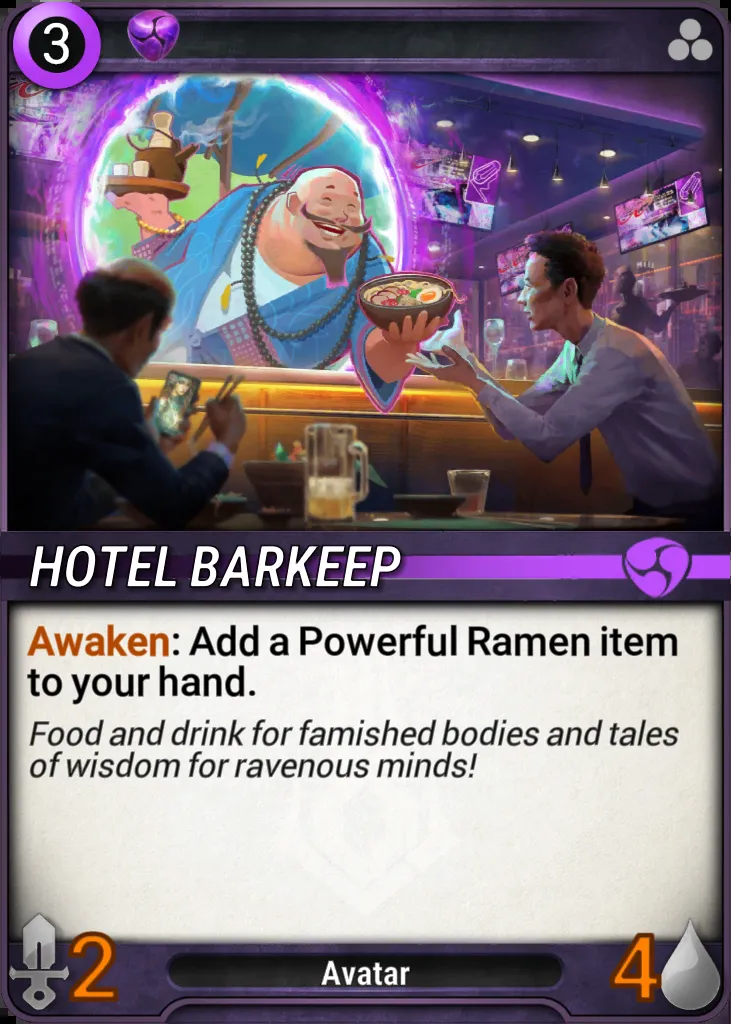 3
HOTEL BARKEEP
Awaken: Add a Powerful Ramen item
to your hand.
Food and drink for famished bodies and tales
of wisdom for ravenous minds!
2
Avatar
4